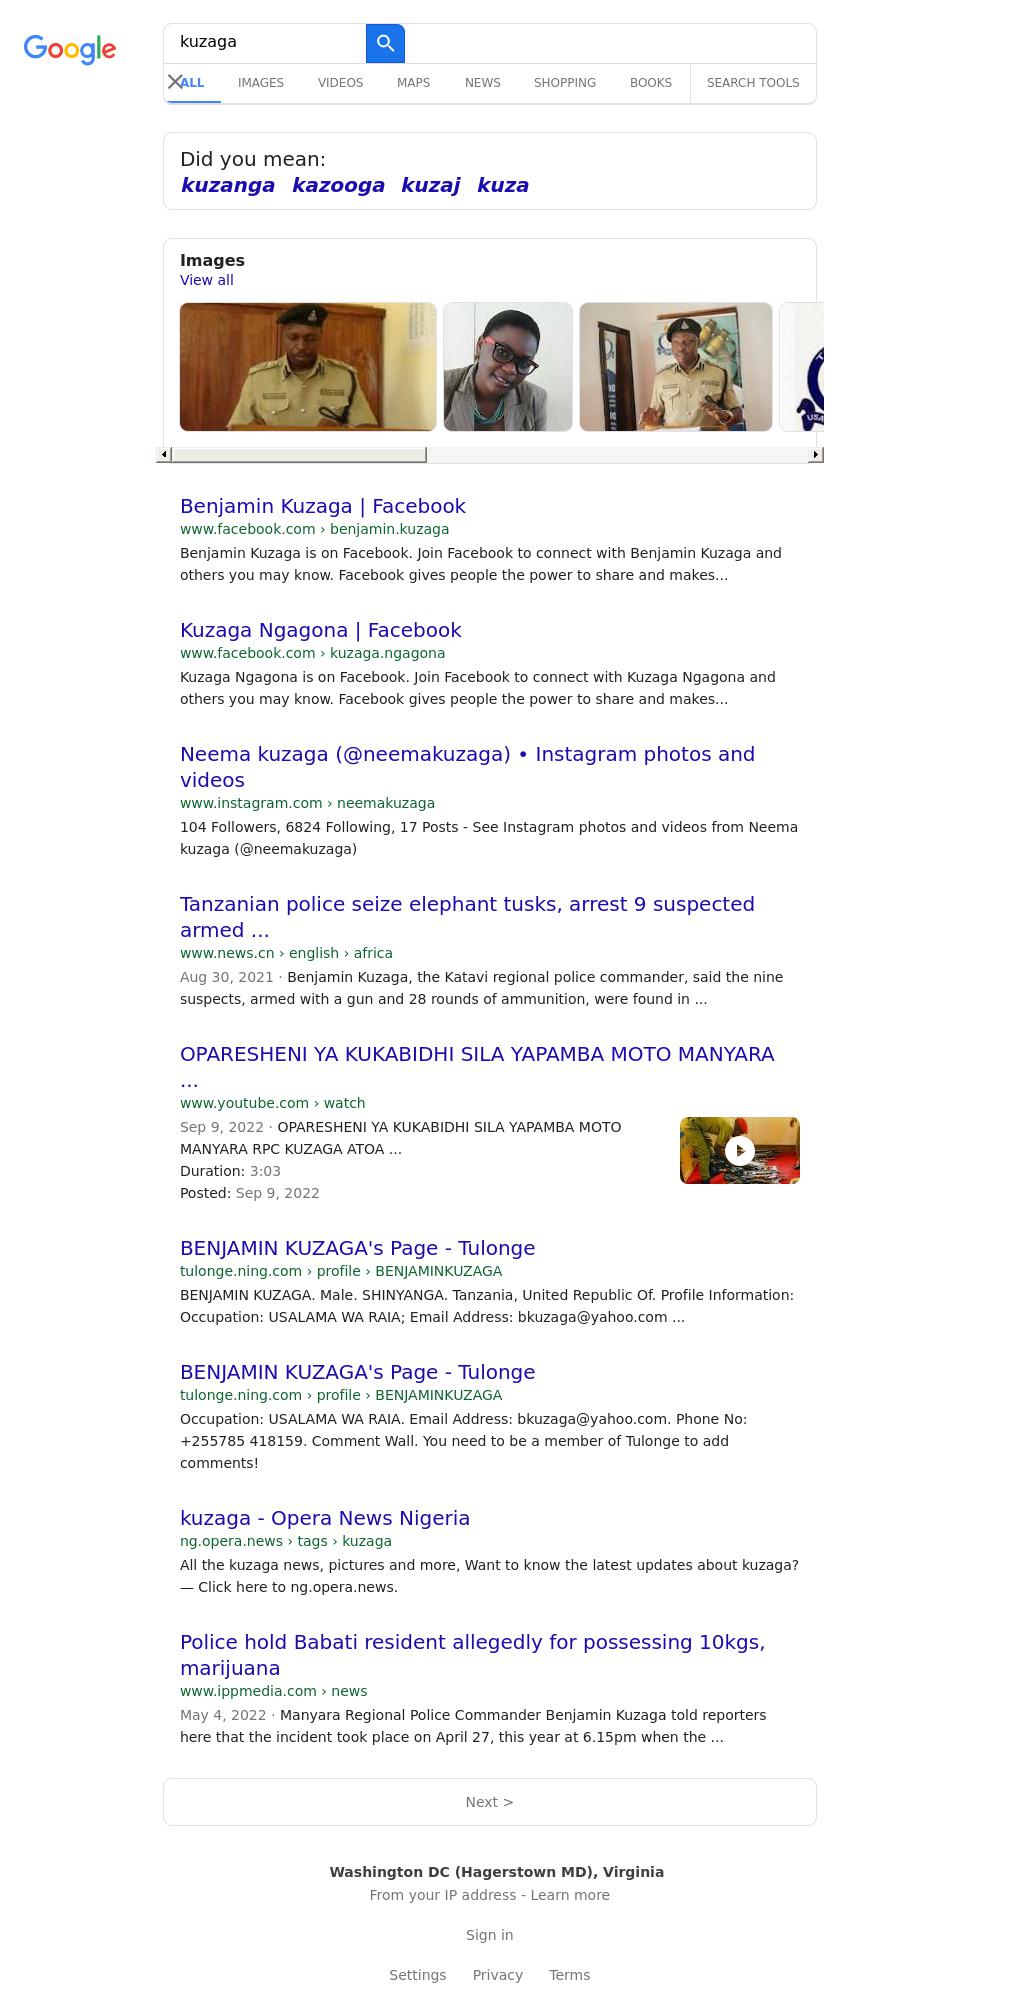 Google
kuzaga
ALL IMAGES VIDEOS MAPS NEWS SHOPPING BOOKS SEARCH TOOLS
Did you mean:
kuzanga kazooga kuzaj kuza
Images
View all
Benjamin Kuzaga | Facebook
www.facebook.com › benjamin.kuzaga
Benjamin Kuzaga is on Facebook. Join Facebook to connect with Benjamin Kuzaga and
others you may know. Facebook gives people the power to share and makes...
Kuzaga Ngagona | Facebook
www.facebook.com › kuzaga.ngagona
Kuzaga Ngagona is on Facebook. Join Facebook to connect with Kuzaga Ngagona and
others you may know. Facebook gives people the power to share and makes...
Neema kuzaga (@neemakuzaga) • Instagram photos and
videos
www.instagram.com › neemakuzaga
104 Followers, 6824 Following, 17 Posts - See Instagram photos and videos from Neema
kuzaga (@neemakuzaga)
Tanzanian police seize elephant tusks, arrest 9 suspected
armed ...
www.news.cn › english › africa
Aug 30, 2021 · Benjamin Kuzaga, the Katavi regional police commander, said the nine
suspects, armed with a gun and 28 rounds of ammunition, were found in ...
OPARESHENI YA KUKABIDHI SILA YAPAMBA MOTO MANYARA
...
www.youtube.com › watch
Sep 9, 2022 · OPARESHENI YA KUKABIDHI SILA YAPAMBA MOTO
MANYARA RPC KUZAGA ATOA ...
Duration: 3:03
Posted: Sep 9, 2022
BENJAMIN KUZAGA's Page - Tulonge
tulonge.ning.com › profile › BENJAMINKUZAGA
BENJAMIN KUZAGA. Male. SHINYANGA. Tanzania, United Republic Of. Profile Information:
Occupation: USALAMA WA RAIA; Email Address: bkuzaga@yahoo.com ...
BENJAMIN KUZAGA's Page - Tulonge
tulonge.ning.com › profile › BENJAMINKUZAGA
Occupation: USALAMA WA RAIA. Email Address: bkuzaga@yahoo.com. Phone No:
+255785 418159. Comment Wall. You need to be a member of Tulonge to add
comments!
kuzaga - Opera News Nigeria
ng.opera.news › tags › kuzaga
All the kuzaga news, pictures and more, Want to know the latest updates about kuzaga?
— Click here to ng.opera.news.
Police hold Babati resident allegedly for possessing 10kgs,
marijuana
www.ippmedia.com › news
May 4, 2022 · Manyara Regional Police Commander Benjamin Kuzaga told reporters
here that the incident took place on April 27, this year at 6.15pm when the ...
Next >
Washington DC (Hagerstown MD), Virginia
From your IP address - Learn more
Sign in
Settings Privacy Terms